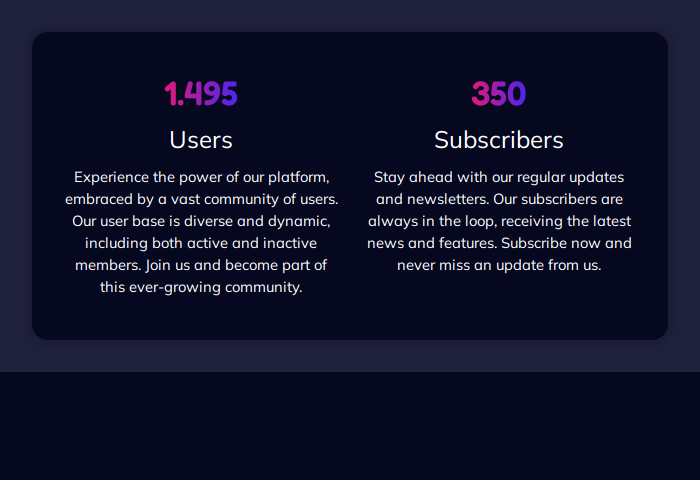 1.495
Users
Experience the power of our platform,
embraced by a vast community of users.
Our user base is diverse and dynamic,
including both active and inactive
members. Join us and become part of
this ever-growing community.
350
Subscribers
Stay ahead with our regular updates
and newsletters. Our subscribers are
always in the loop, receiving the latest
news and features. Subscribe now and
never miss an update from us.